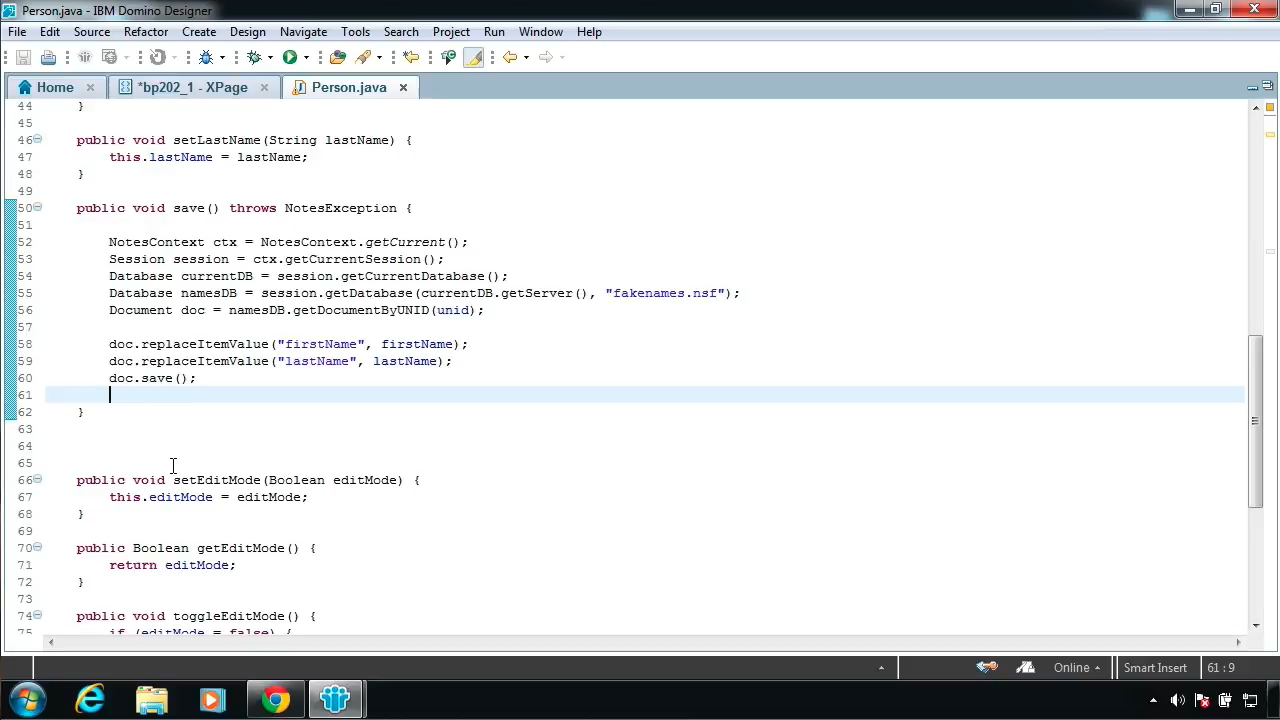 Person.java - IBM Domino Designer
File Edit Source Refactor Create Design Navigate Tools Search Project Run Window Help
Home *bp202_1 - XPage Person.java
44 }
45
46 public void setLastName(String lastName) {
47 this.lastName = lastName;
48 }
49
50 public void save() throws NotesException {
51
52 NotesContext ctx = NotesContext.getCurrent();
53 Session session = ctx.getCurrentSession();
54 Database currentDB = session.getCurrentDatabase();
55 Database namesDB = session.getDatabase(currentDB.getServer(), "fakenames.nsf");
56 Document doc = namesDB.getDocumentByUNID(unid);
57
58 doc.replaceItemValue("firstName", firstName);
59 doc.replaceItemValue("lastName", lastName);
60 doc.save();
61
62 }
63
64
65
66 public void setEditMode(Boolean editMode) {
67 this.editMode = editMode;
68 }
69
70 public Boolean getEditMode() {
71 return editMode;
72 }
73
74 public void toggleEditMode() {
75 if (editMode = false) {
Online Smart Insert 61 : 9